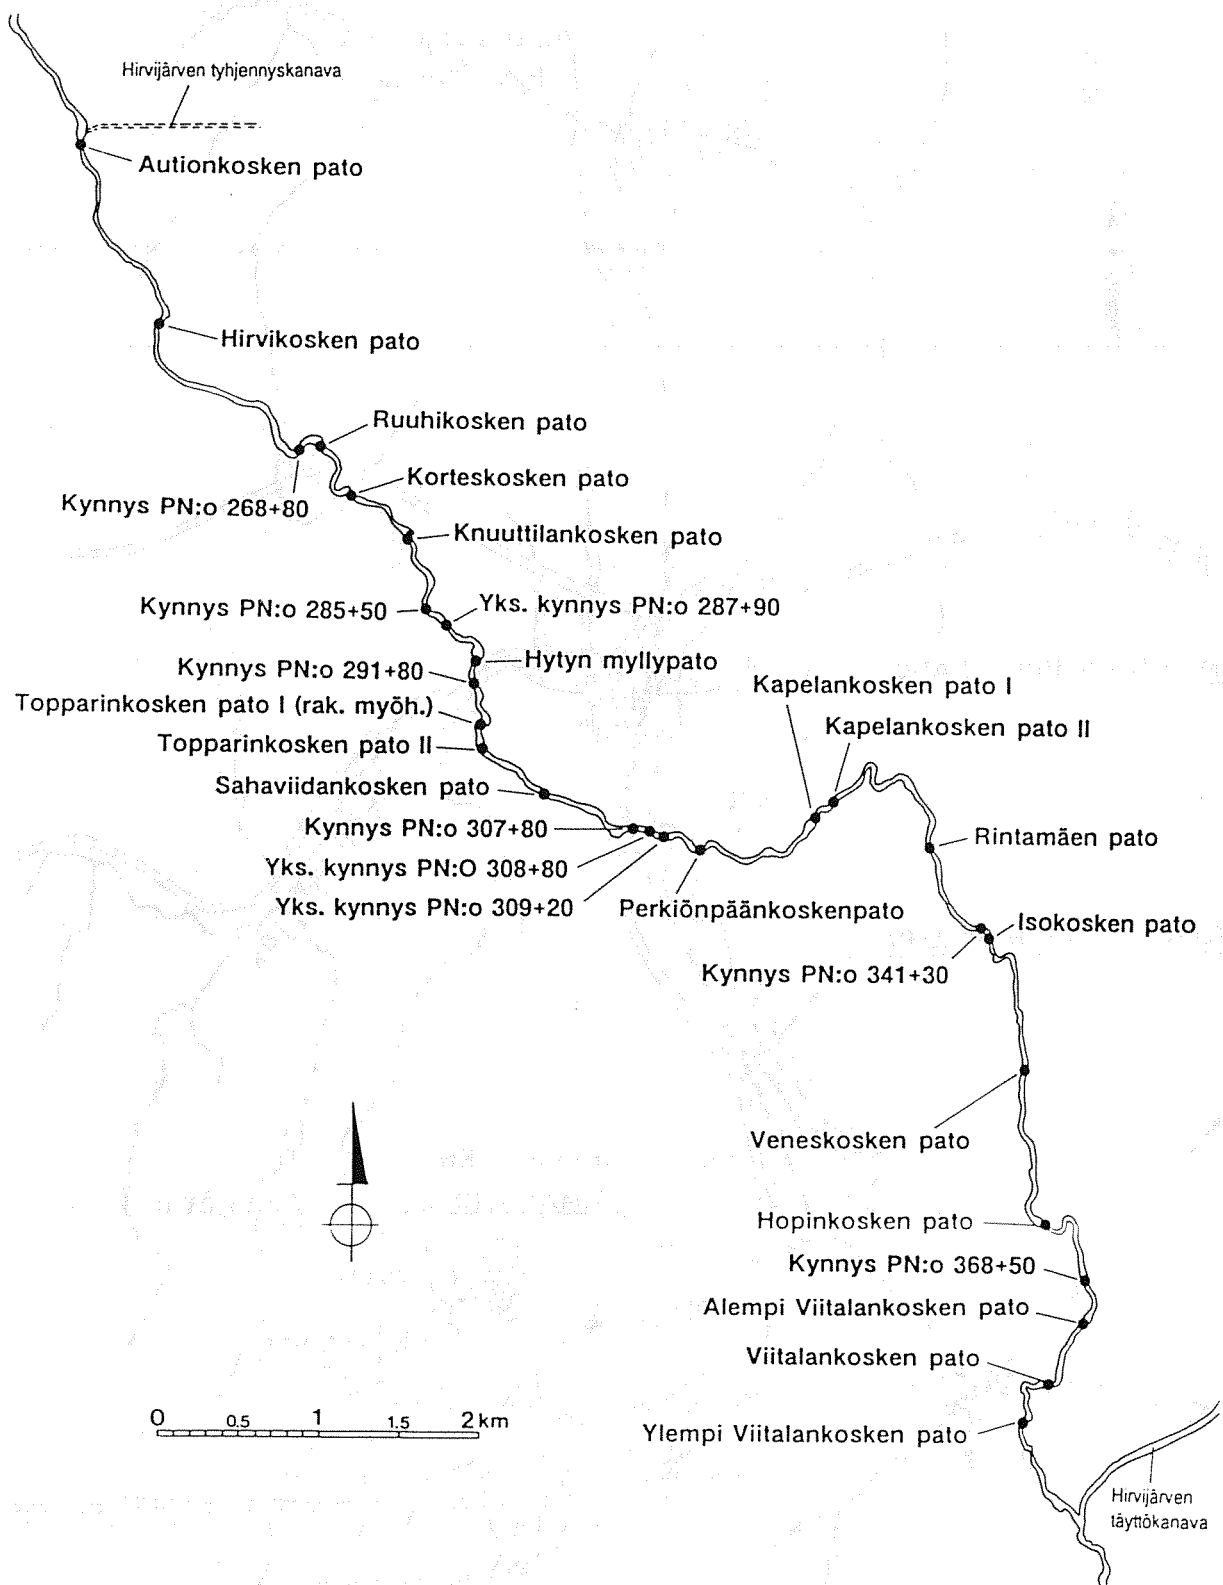 Hirvijärven tyhjennyskanava
Autionkosken pato
Hirvikosken pato
Ruuhikosken pato
Korteskosken pato
Kynnys PN:o 268+80
Knuuttilankosken pato
Kynnys PN:o 285+50
Yks. kynnys PN:o 287+90
Hytyn myllypato
Kynnys PN:o 291+80
Kapelankosken pato I
Topparinkosken pato I (rak. myöh.)
Kapelankosken pato II
Topparinkosken pato II
Sahaviidankosken pato
Kynnys PN:o 307+80
Rintamäen pato
Yks. kynnys PN:O 308+80
Yks. kynnys PN:o 309+20
Perkiönpäänkoskenpato
Isokosken pato
Kynnys PN:o 341+30
Veneskosken pato
Hopinkosken pato
Kynnys PN:o 368+50
Alempi Viitalankosken pato
Viitalankosken pato
0 0.5 1 1.5 2 km
Ylempi Viitalankosken pato
Hirvijärven
täyttökanava